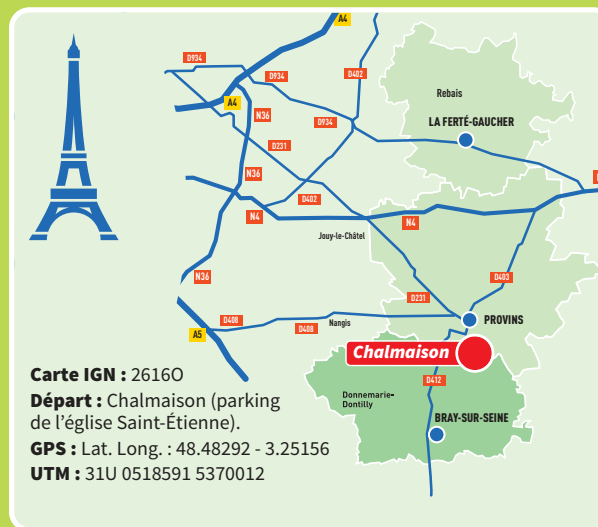 A4
D934
D934
D402
Rebais
A4
N36
D934
LA FERTÉ-GAUCHER
D231
N36
D402
N4
N4
Jouy-le-Châtel
N36
D403
D231
D408
D408
Nangis
PROVINS
A5
Chalmaison
D412
Donnemarie-
Dontilly
BRAY-SUR-SEINE
Carte IGN : 2616O
Départ : Chalmaison (parking
de l'église Saint-Étienne).
GPS : Lat. Long. : 48.48292 - 3.25156
UTM : 31U 0518591 5370012